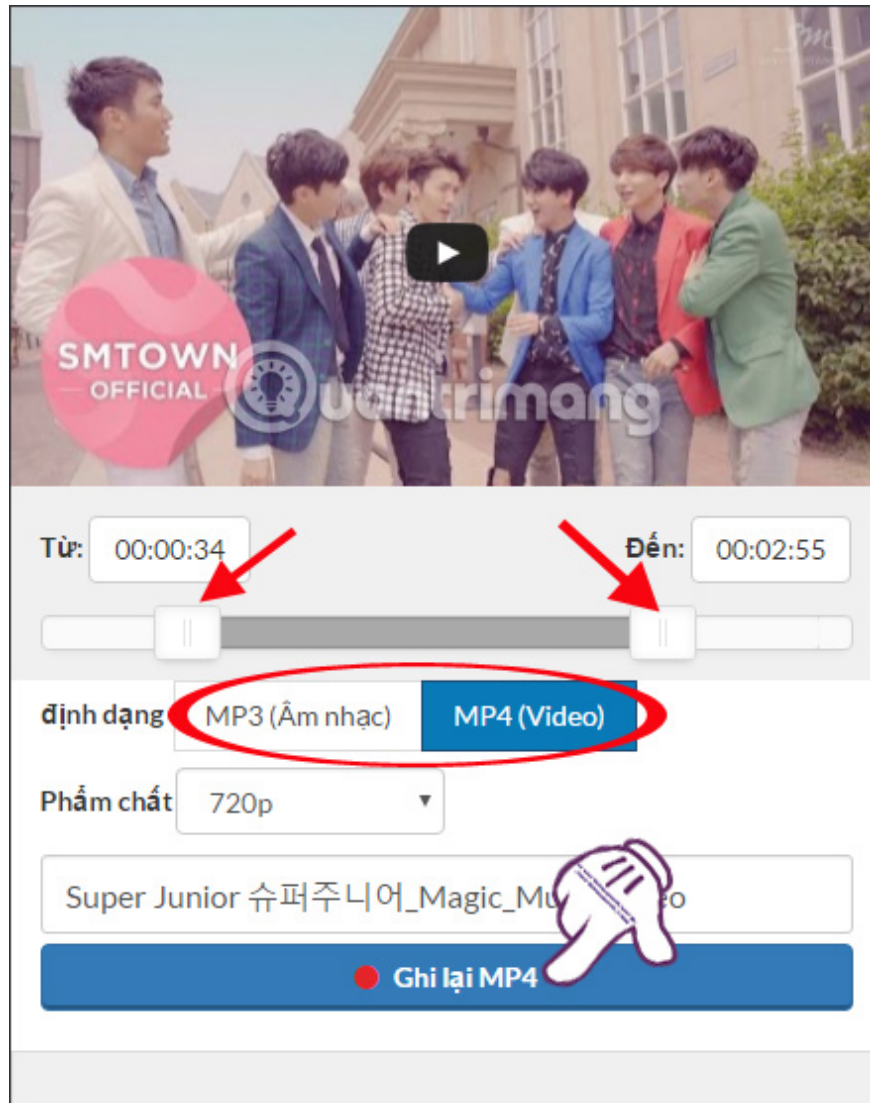 SM
SMTOWN
OFFICIAL
Quantrimang
Từ: 00:00:34 Đến: 00:02:55
định dạng MP3 (Âm nhạc) MP4 (Video)
Phẩm chất 720p
Super Junior 슈퍼주니어_Magic_Mu
Ghi lại MP4